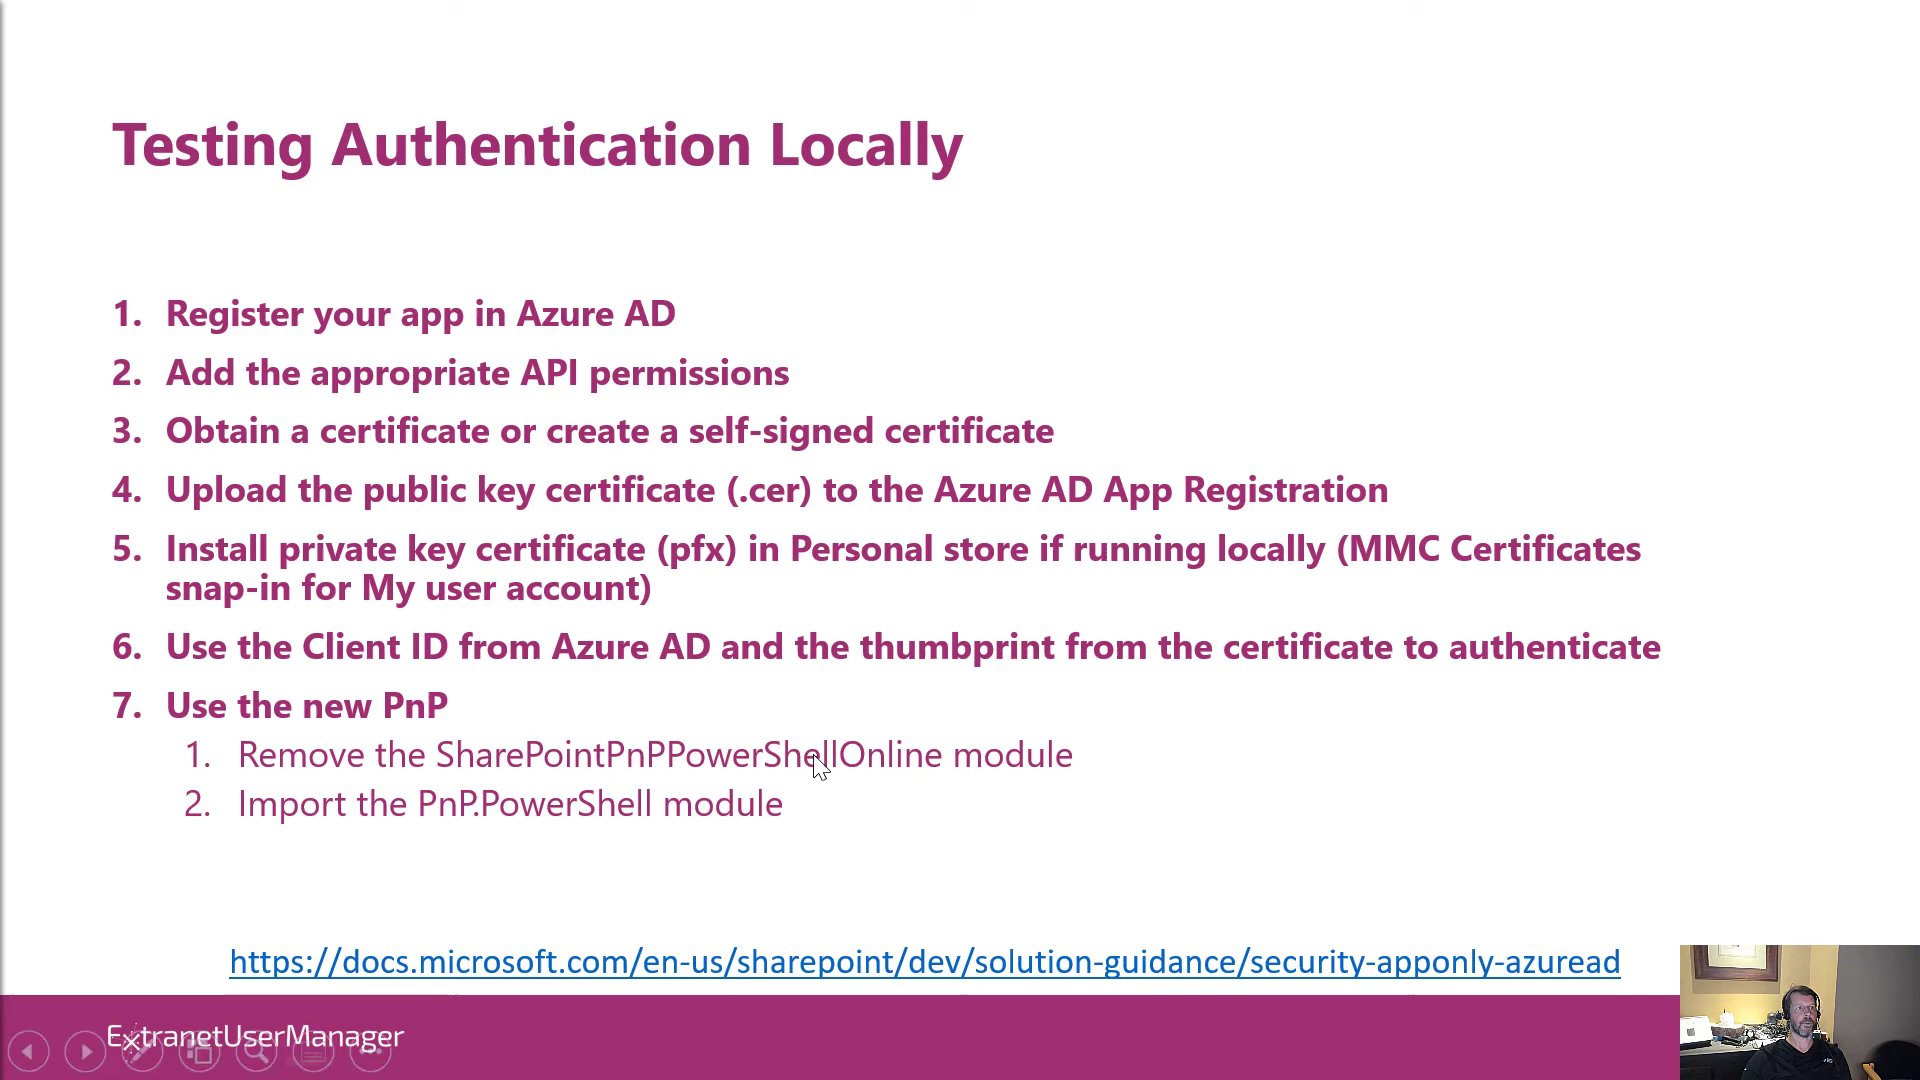 Testing Authentication Locally
1. Register your app in Azure AD
2. Add the appropriate API permissions
3. Obtain a certificate or create a self-signed certificate
4. Upload the public key certificate (.cer) to the Azure AD App Registration
5. Install private key certificate (pfx) in Personal store if running locally (MMC Certificates
snap-in for My user account)
6. Use the Client ID from Azure AD and the thumbprint from the certificate to authenticate
7. Use the new PnP
1. Remove the SharePointPnPPowerShellOnline module
2. Import the PnP.PowerShell module
https://docs.microsoft.com/en-us/sharepoint/dev/solution-guidance/security-apponly-azuread
ExtranetUserManager